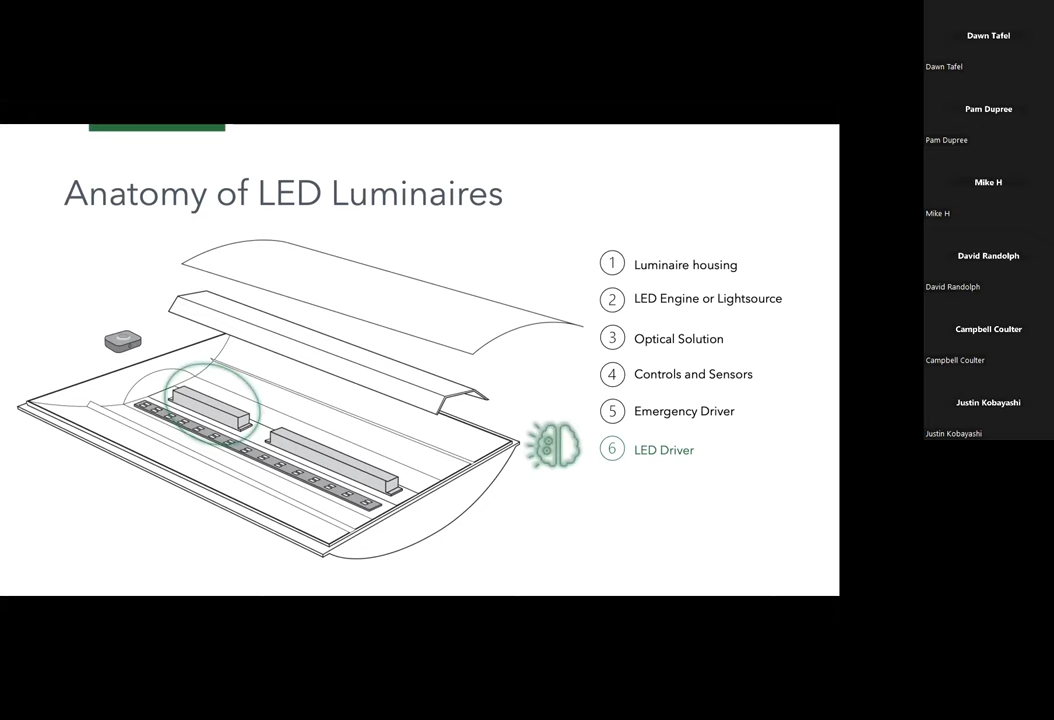 Anatomy of LED Luminaires
1 Luminaire housing
2 LED Engine or Lightsource
3 Optical Solution
4 Controls and Sensors
5 Emergency Driver
6 LED Driver
Dawn Tafel
Dawn Tafel
Pam Dupree
Pam Dupree
Mike H
Mike H
David Randolph
David Randolph
Campbell Coulter
Campbell Coulter
Justin Kobayashi
Justin Kobayashi